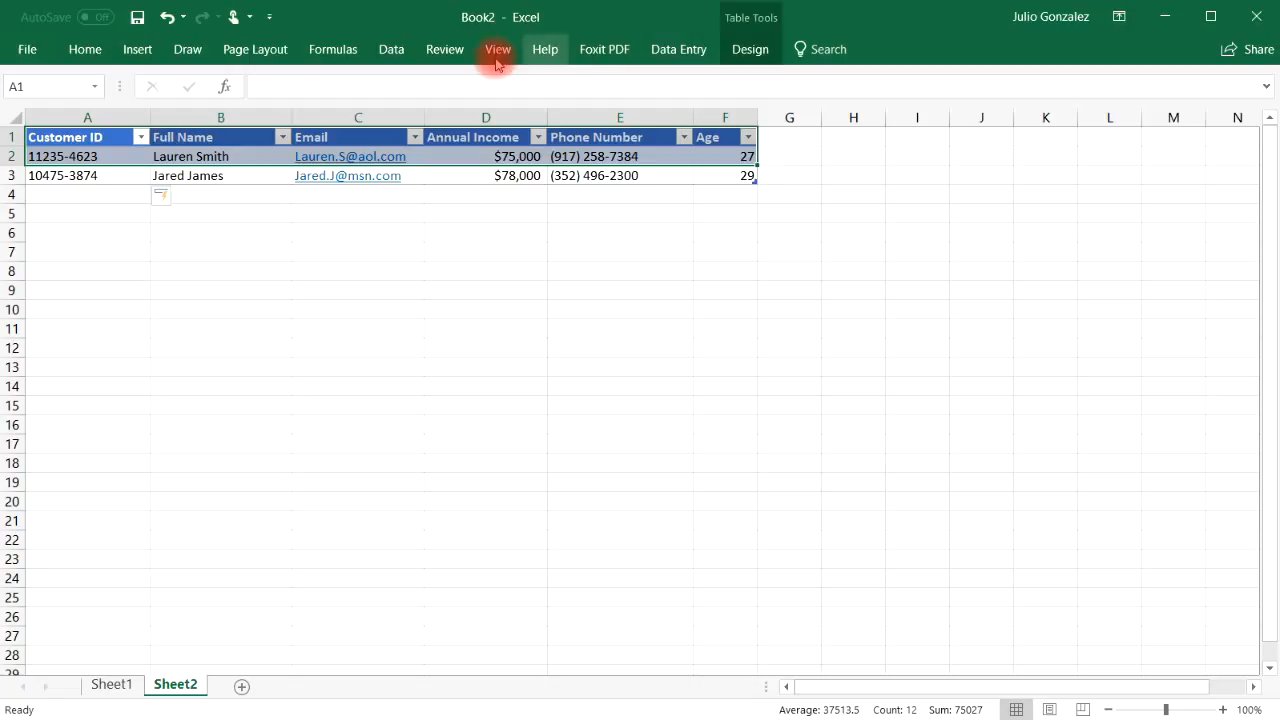 AutoSave Off Book2 - Excel Table Tools Julio Gonzalez
File Home Insert Draw Page Layout Formulas Data Review View Help Foxit PDF Data Entry Design Search Share
A1 fx
A B C D E F G H I J K L M N
1 Customer ID Full Name Email Annual Income Phone Number Age
2 11235-4623 Lauren Smith Lauren.S@aol.com $75,000 (917) 258-7384 27
3 10475-3874 Jared James Jared.J@msn.com $78,000 (352) 496-2300 29
4
5
6
7
8
9
10
11
12
13
14
15
16
17
18
19
20
21
22
23
24
25
26
27
28
29
Sheet1 Sheet2
Ready Average: 37513.5 Count: 12 Sum: 75027 100%